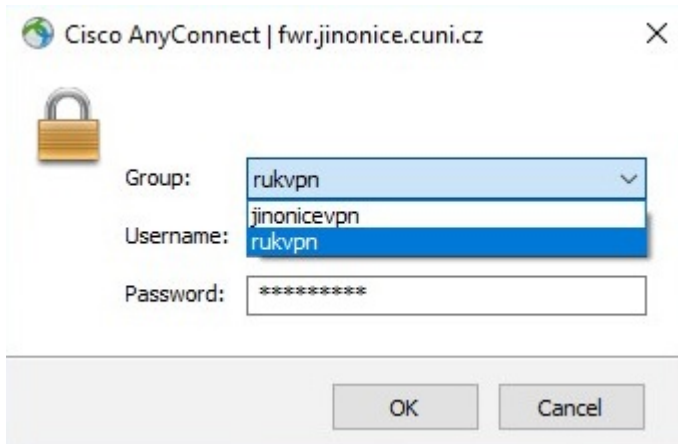 Cisco AnyConnect | fwr.jinonice.cuni.cz
Group: rukvpn
jinonicevpn
Username: rukvpn
Password: *********
OK Cancel